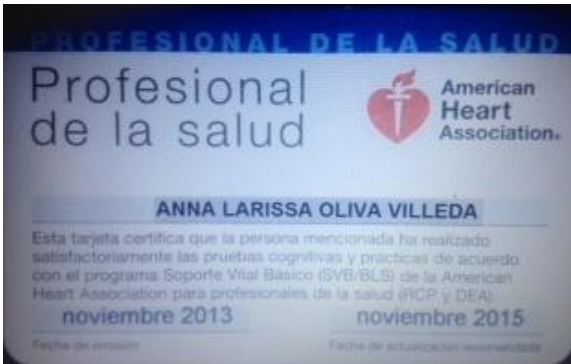 PROFESIONAL DE LA SALUD
Profesional
de la salud
American
Heart
Association®
ANNA LARISSA OLIVA VILLEDA
Esta tarjeta certifica que la persona mencionada ha realizado
satisfactoriamente las pruebas cognitivas y prácticas de acuerdo
con el programa Soporte Vital Básico (SVB/BLS) de la American
Heart Association para profesionales de la salud (RCP y DEA).
noviembre 2013
noviembre 2015
Fecha de emisión
Fecha de actualización recomendada